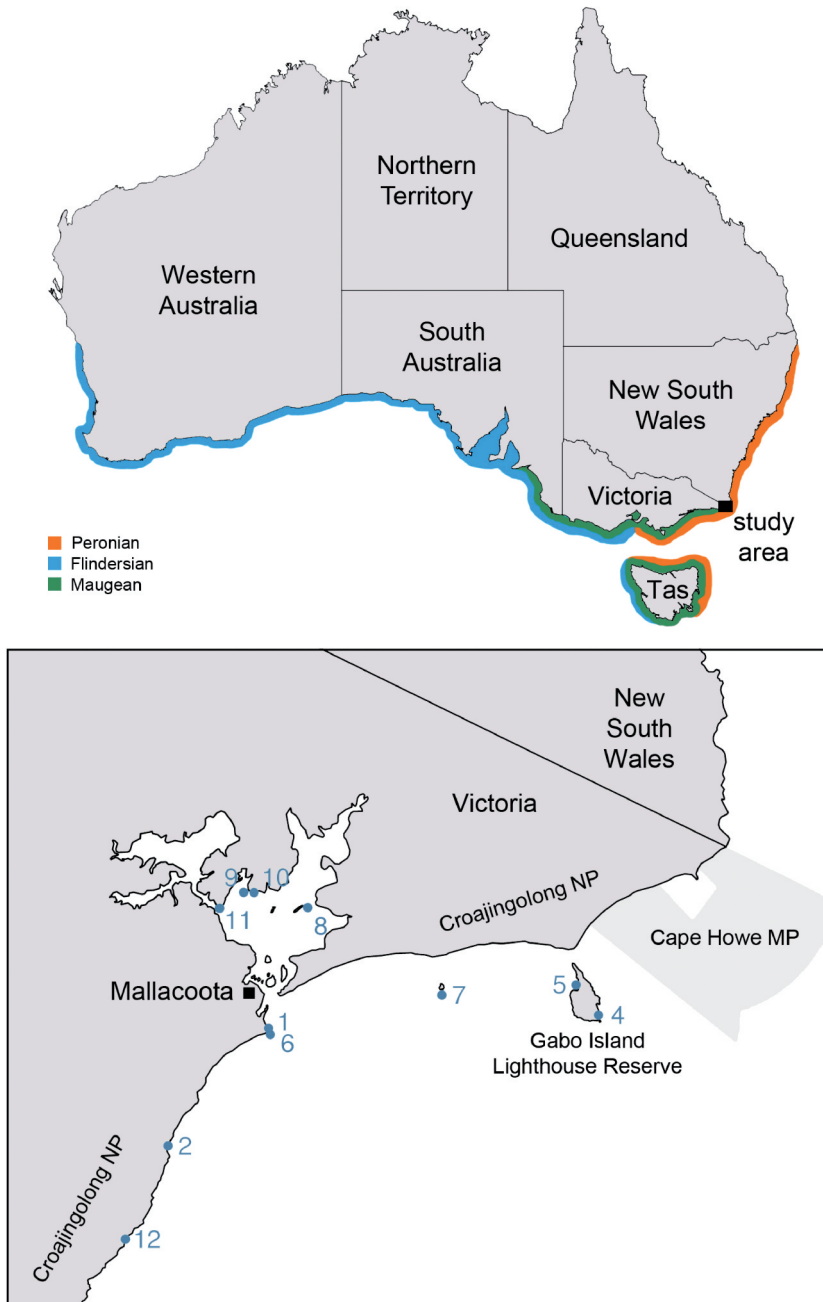 Northern
Territory
Queensland
Western
Australia
South
Australia
New South
Wales
Victoria
study
area
Peronian
Flindersian
Maugean
Tas
New
South
Wales
Victoria
9
10
11
8
Croajingolong NP
Cape Howe MP
Mallacoota
7
5
4
1
6
Gabo Island
Lighthouse Reserve
2
Croajingolong NP
12